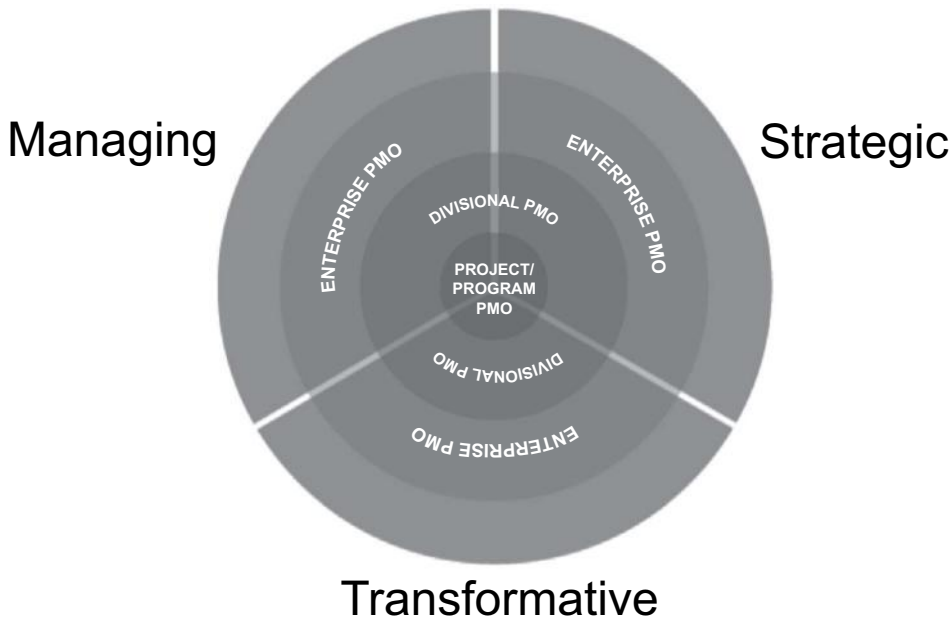 Managing
Strategic
ENTERPRISE PMO
ENTERPRISE PMO
DIVISIONAL PMO
PROJECT/
PROGRAM
PMO
DIVISIONAL PMO
ENTERPRISE PMO
Transformative